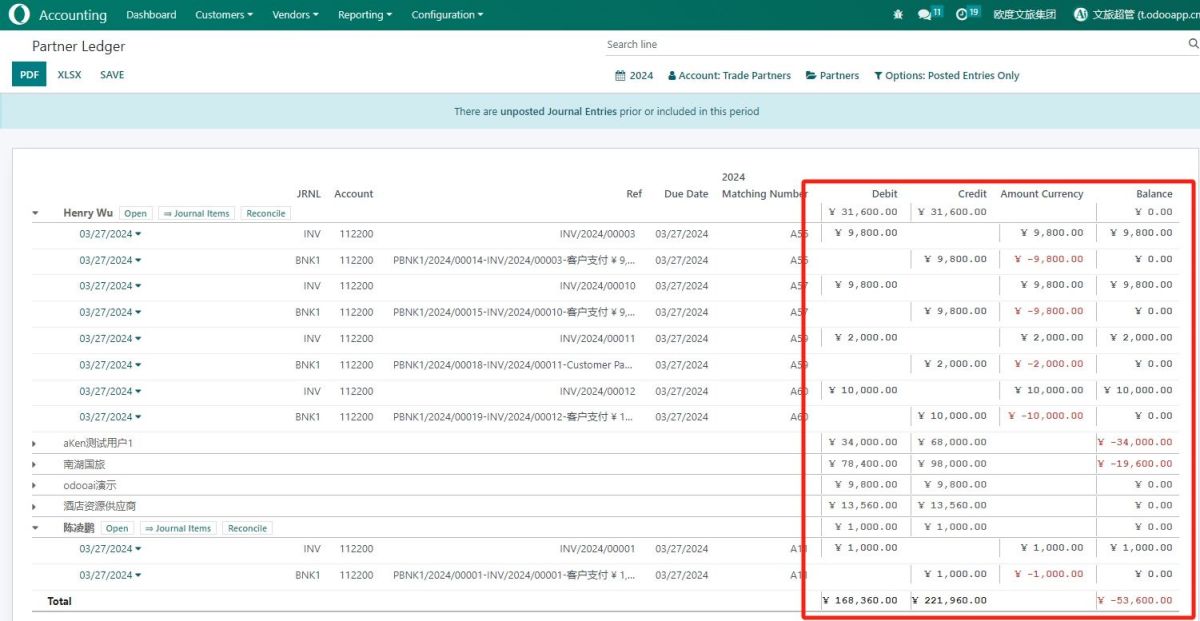 Accounting Dashboard Customers Vendors Reporting Configuration 11 19 欧度文旅集团 文旅超管 (t.odooapp.cn
Partner Ledger Search line
PDF XLSX SAVE 2024 Account: Trade Partners Partners Options: Posted Entries Only
There are unposted Journal Entries prior or included in this period
2024
JRNL Account Ref Due Date Matching Number Debit Credit Amount Currency Balance
Henry Wu Open ⇒ Journal Items Reconcile ¥ 31,600.00 ¥ 31,600.00 ¥ 0.00
03/27/2024 INV 112200 INV/2024/00003 03/27/2024 ¥ 9,800.00 ¥ 9,800.00 ¥ 9,800.00
03/27/2024 BNK1 112200 PBNK1/2024/00014-INV/2024/00003-客户支付 ¥ 9,... 03/27/2024 ¥ 9,800.00 ¥ -9,800.00 ¥ 0.00
03/27/2024 INV 112200 INV/2024/00010 03/27/2024 A57 ¥ 9,800.00 ¥ 9,800.00 ¥ 9,800.00
03/27/2024 BNK1 112200 PBNK1/2024/00015-INV/2024/00010-客户支付 ¥ 9,... 03/27/2024 A57 ¥ 9,800.00 ¥ -9,800.00 ¥ 0.00
03/27/2024 INV 112200 INV/2024/00011 03/27/2024 A59 ¥ 2,000.00 ¥ 2,000.00 ¥ 2,000.00
03/27/2024 BNK1 112200 PBNK1/2024/00018-INV/2024/00011-Customer Pa... 03/27/2024 A59 ¥ 2,000.00 ¥ -2,000.00 ¥ 0.00
03/27/2024 INV 112200 INV/2024/00012 03/27/2024 A60 ¥ 10,000.00 ¥ 10,000.00 ¥ 10,000.00
03/27/2024 BNK1 112200 PBNK1/2024/00019-INV/2024/00012-客户支付 ¥ 1,... 03/27/2024 A60 ¥ 10,000.00 ¥ -10,000.00 ¥ 0.00
aKen测试用户1 ¥ 34,000.00 ¥ 68,000.00 ¥ -34,000.00
南湖国旅 ¥ 78,400.00 ¥ 98,000.00 ¥ -19,600.00
odooai演示 ¥ 9,800.00 ¥ 9,800.00 ¥ 0.00
酒店资源供应商 ¥ 13,560.00 ¥ 13,560.00 ¥ 0.00
陈凌鹏 Open ⇒ Journal Items Reconcile ¥ 1,000.00 ¥ 1,000.00 ¥ 0.00
03/27/2024 INV 112200 INV/2024/00001 03/27/2024 ¥ 1,000.00 ¥ 1,000.00 ¥ 1,000.00
03/27/2024 BNK1 112200 PBNK1/2024/00001-INV/2024/00001-客户支付 ¥ 1,... 03/27/2024 ¥ 1,000.00 ¥ -1,000.00 ¥ 0.00
Total ¥ 168,360.00 ¥ 221,960.00 ¥ -53,600.00